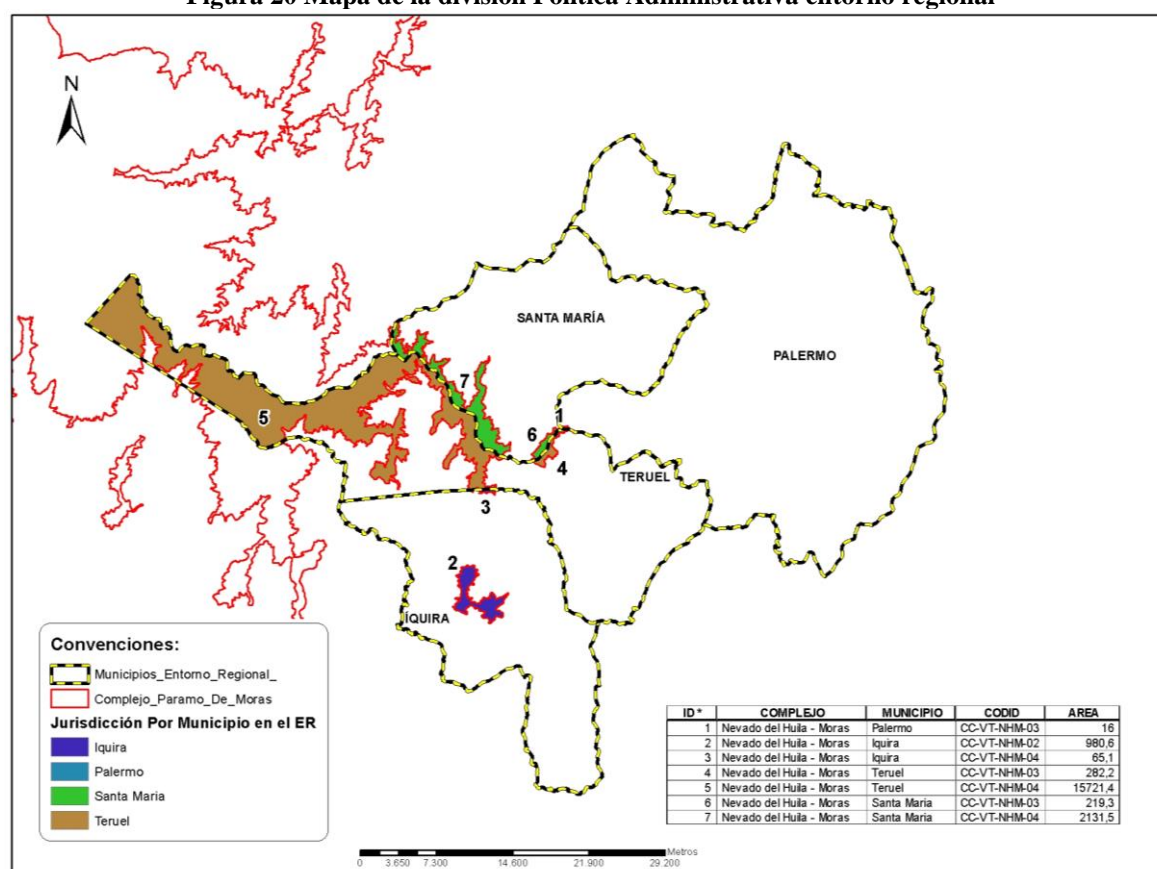 Figura 20 Mapa de la división Política Administrativa entorno regional
N
SANTA MARÍA
PALERMO
7
1
5
6
4
TERUEL
3
2
ÍQUIRA
Convenciones:
Municipios_Entorno_Regional_
Complejo_Paramo_De_Moras
Jurisdicción Por Municipio en el ER
Iquira
Palermo
Santa Maria
Teruel
ID * COMPLEJO MUNICIPIO CODID AREA
1 Nevado del Huila - Moras Palermo CC-VT-NHM-03 16
2 Nevado del Huila - Moras Iquira CC-VT-NHM-02 980,6
3 Nevado del Huila - Moras Iquira CC-VT-NHM-04 65,1
4 Nevado del Huila - Moras Teruel CC-VT-NHM-03 282,2
5 Nevado del Huila - Moras Teruel CC-VT-NHM-04 15721,4
6 Nevado del Huila - Moras Santa Maria CC-VT-NHM-03 219,3
7 Nevado del Huila - Moras Santa Maria CC-VT-NHM-04 2131,5
Metros
0 3.650 7.300 14.600 21.900 29.200